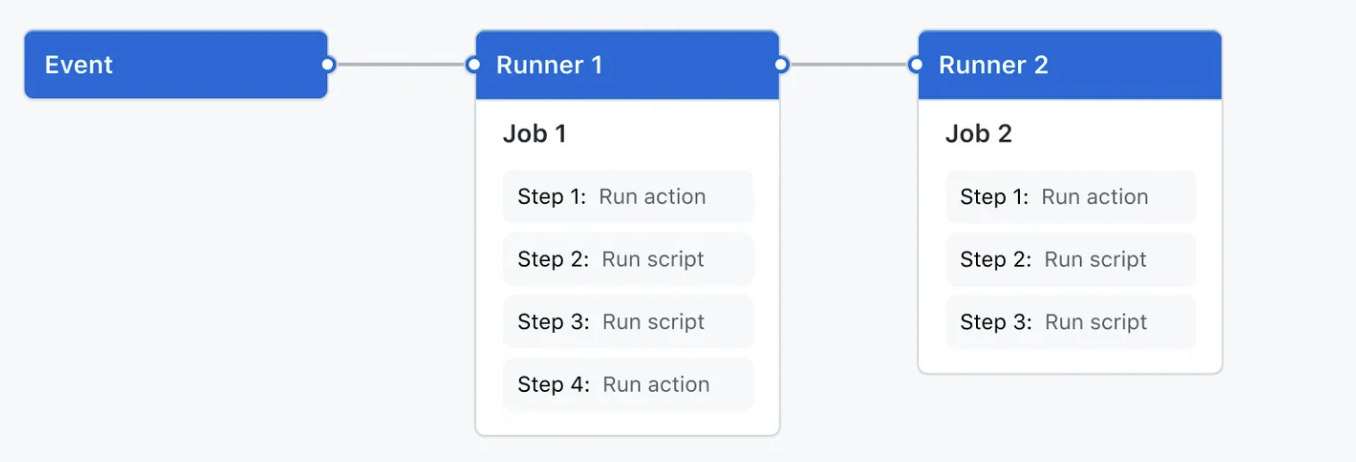 Event
Runner 1
Job 1
Step 1: Run action
Step 2: Run script
Step 3: Run script
Step 4: Run action
Runner 2
Job 2
Step 1: Run action
Step 2: Run script
Step 3: Run script